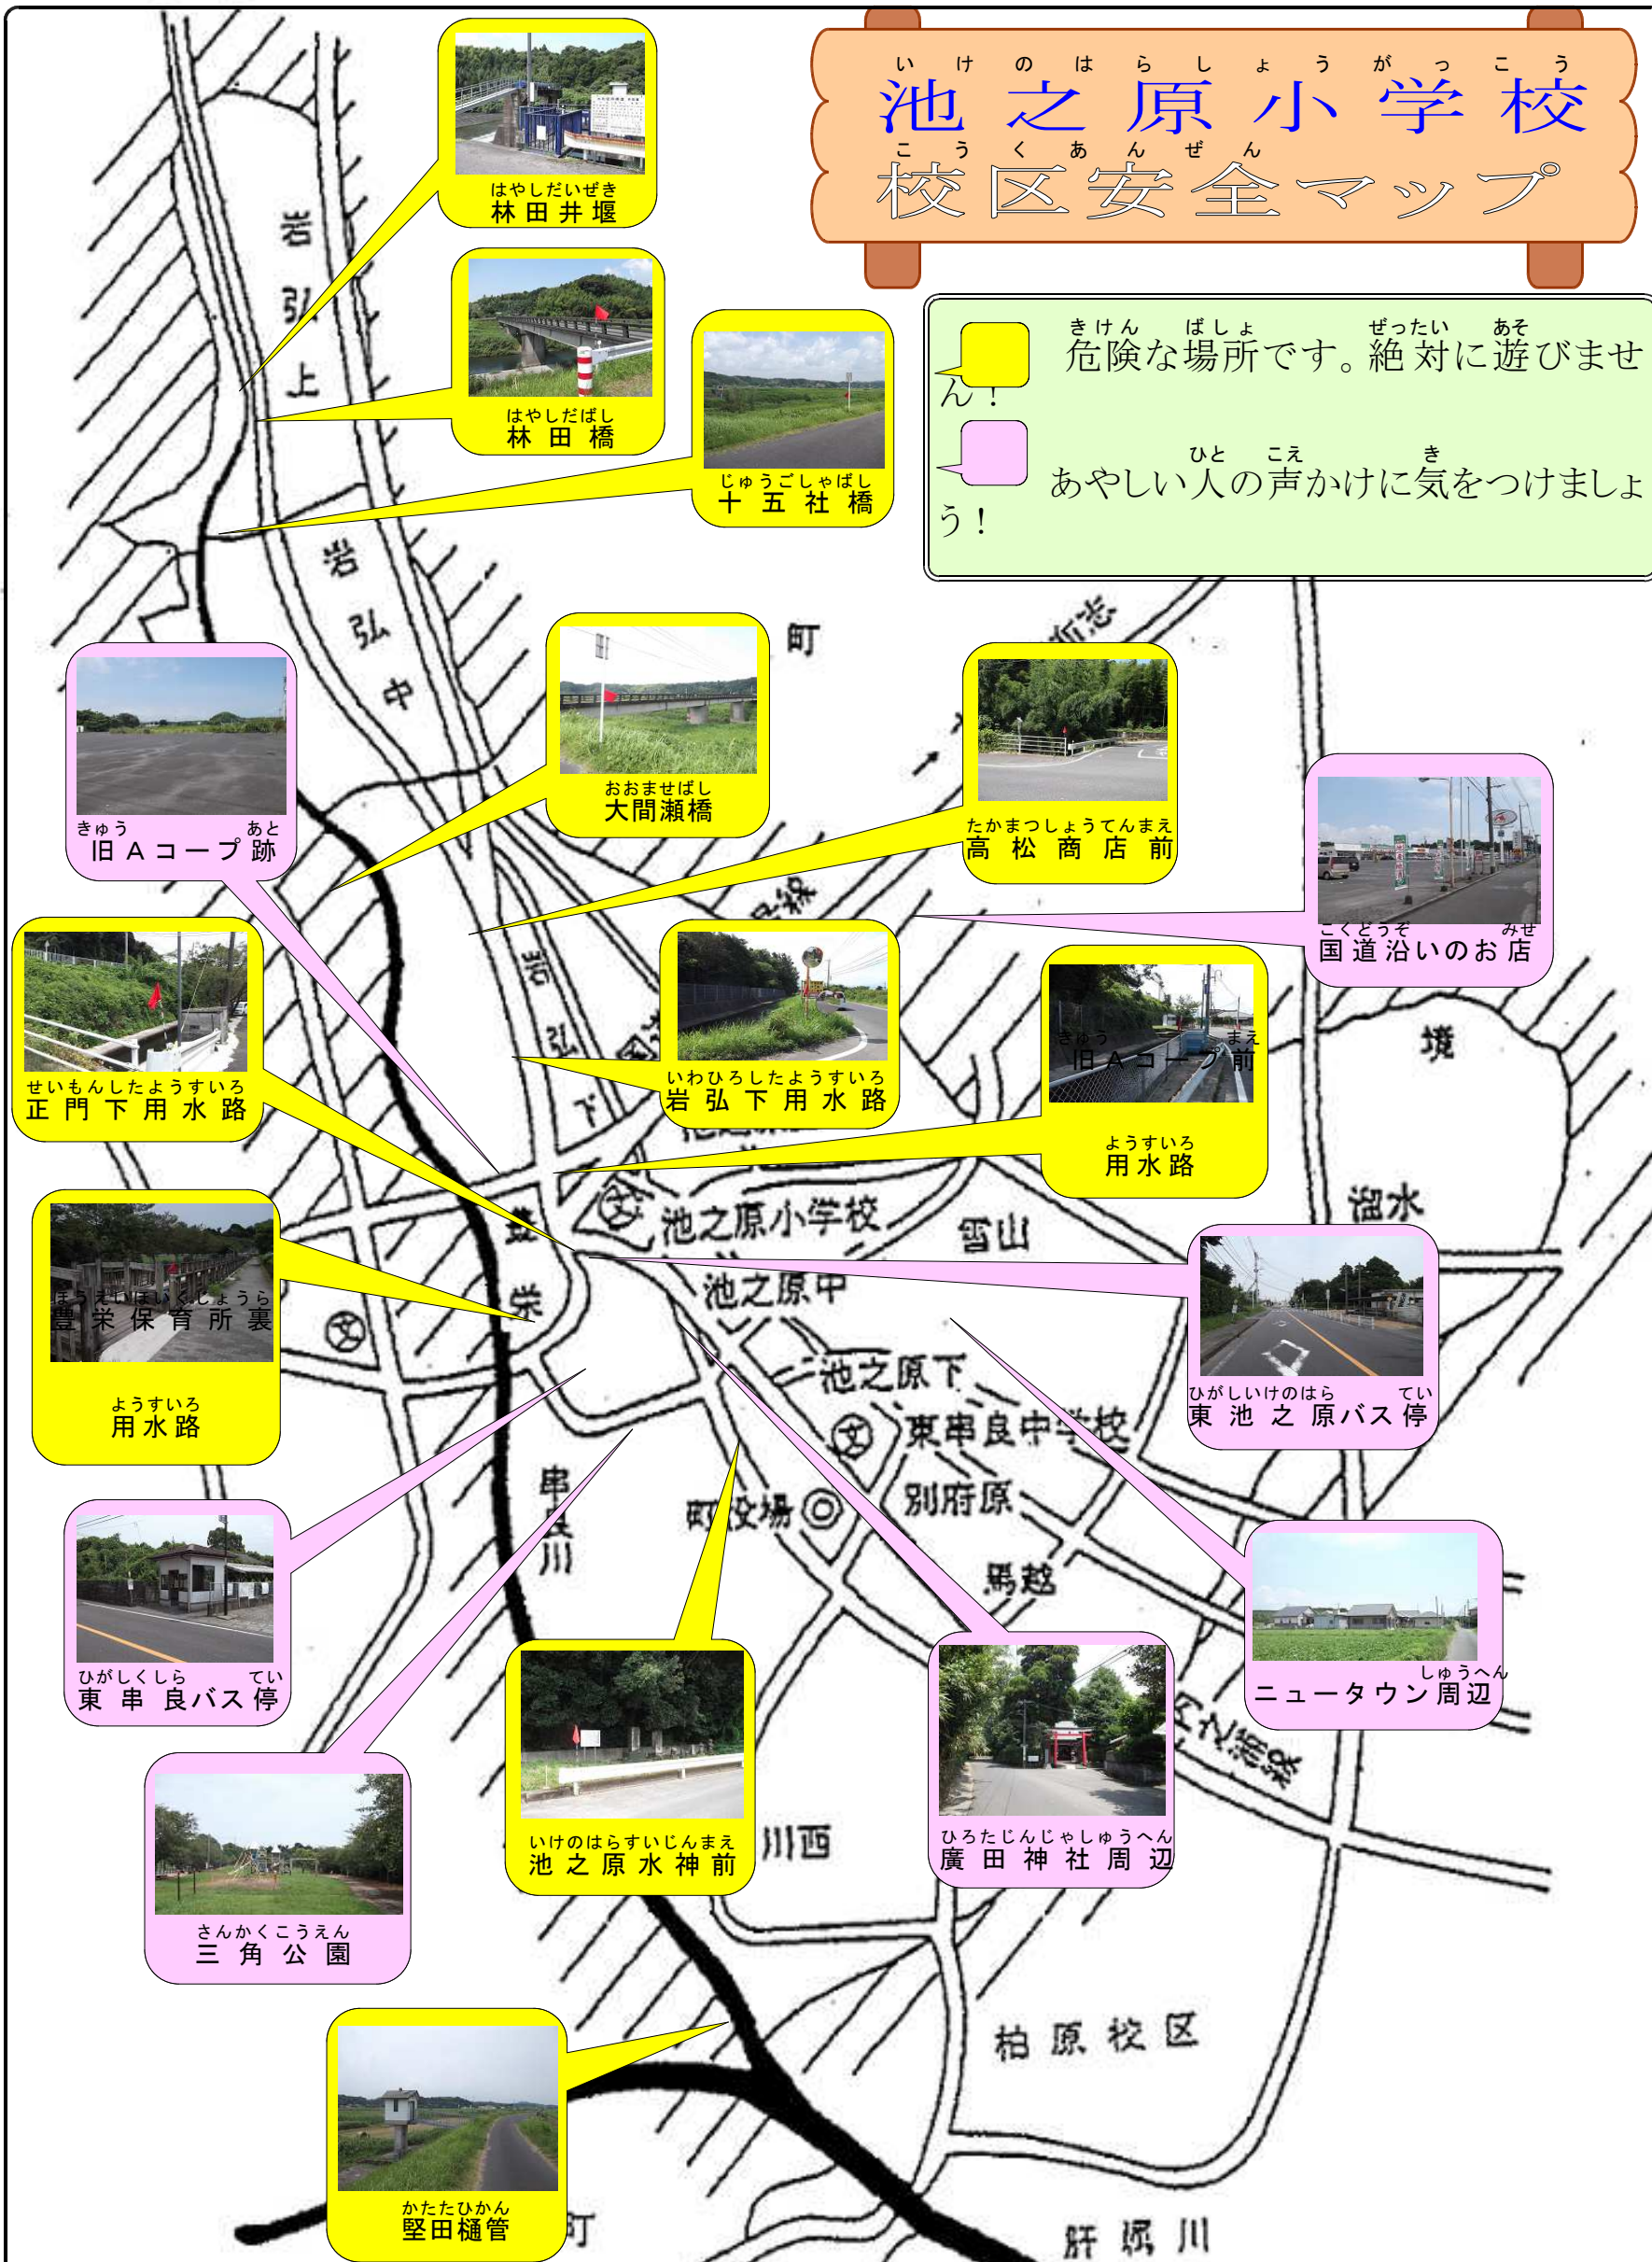 いけのはらしょうがっこう
池之原小学校
こうくあんぜん
校区安全マップ
きけん ばしょ ぜったい あそ
危険な場所です。絶対に遊びませ
ん！
ひと こえ き
あやしい人の声かけに気をつけましょ
う！
はやしだいぜき
林田井堰
はやしだばし
林田橋
じゅうごしゃばし
十五社橋
岩弘上
岩弘中
町
おおませばし
大間瀬橋
たかまつしょうてんまえ
高松商店前
きゅう あと
旧Aコープ跡
こくどうぞ みせ
国道沿いのお店
せいもんしたようすいろ
正門下用水路
いわひろしたようすいろ
岩弘下用水路
きゅう まえ
旧Aコープ前
ようすいろ
用水路
岩弘下
境
溜水
池之原小学校
雪山
豊栄
池之原中
ほうえいほいくじょうら
豊栄保育所裏
ようすいろ
用水路
ひがしいけのはら てい
東池之原バス停
池之原下
東串良中学校
別府原
町役場
馬越
串良川
ひがしくしら てい
東串良バス停
しゅうへん
ニュータウン周辺
いけのはらすいじんまえ
池之原水神前
ひろたじんじゃしゅうへん
廣田神社周辺
内之浦線
川西
さんかくこうえん
三角公園
柏原校区
かたたひかん
堅田樋管
町
肝属川